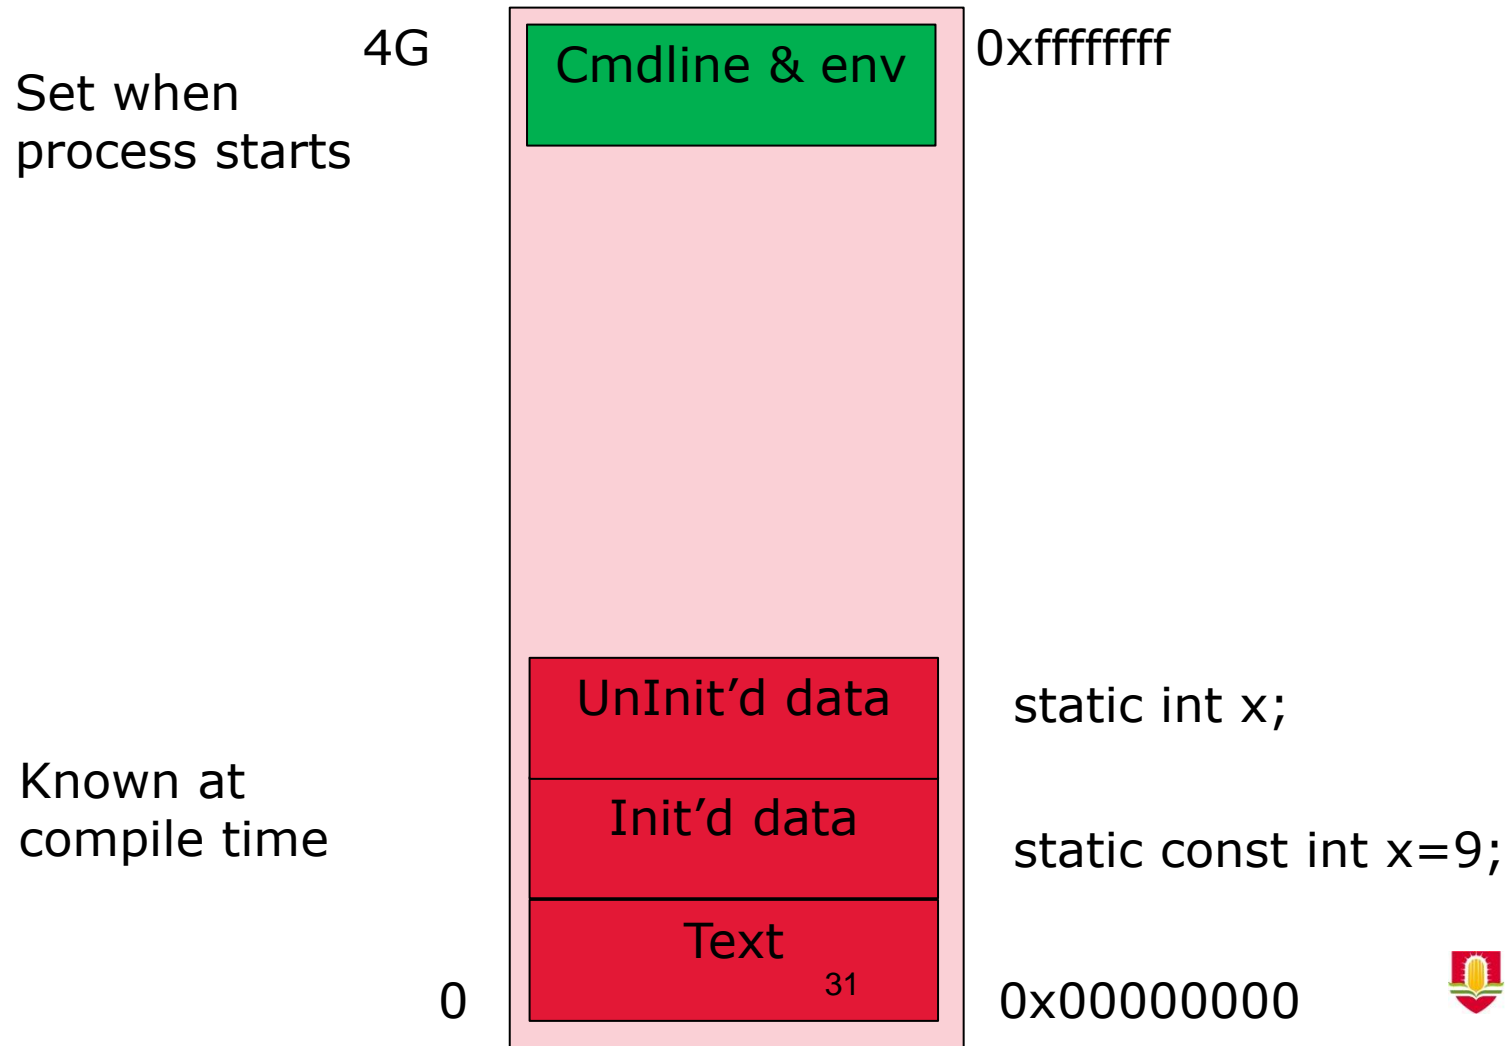 4G
Cmdline & env
0xffffffff
Set when
process starts
UnInit’d data
static int x;
Known at
compile time
Init’d data
static const int x=9;
Text
31
0
0x00000000